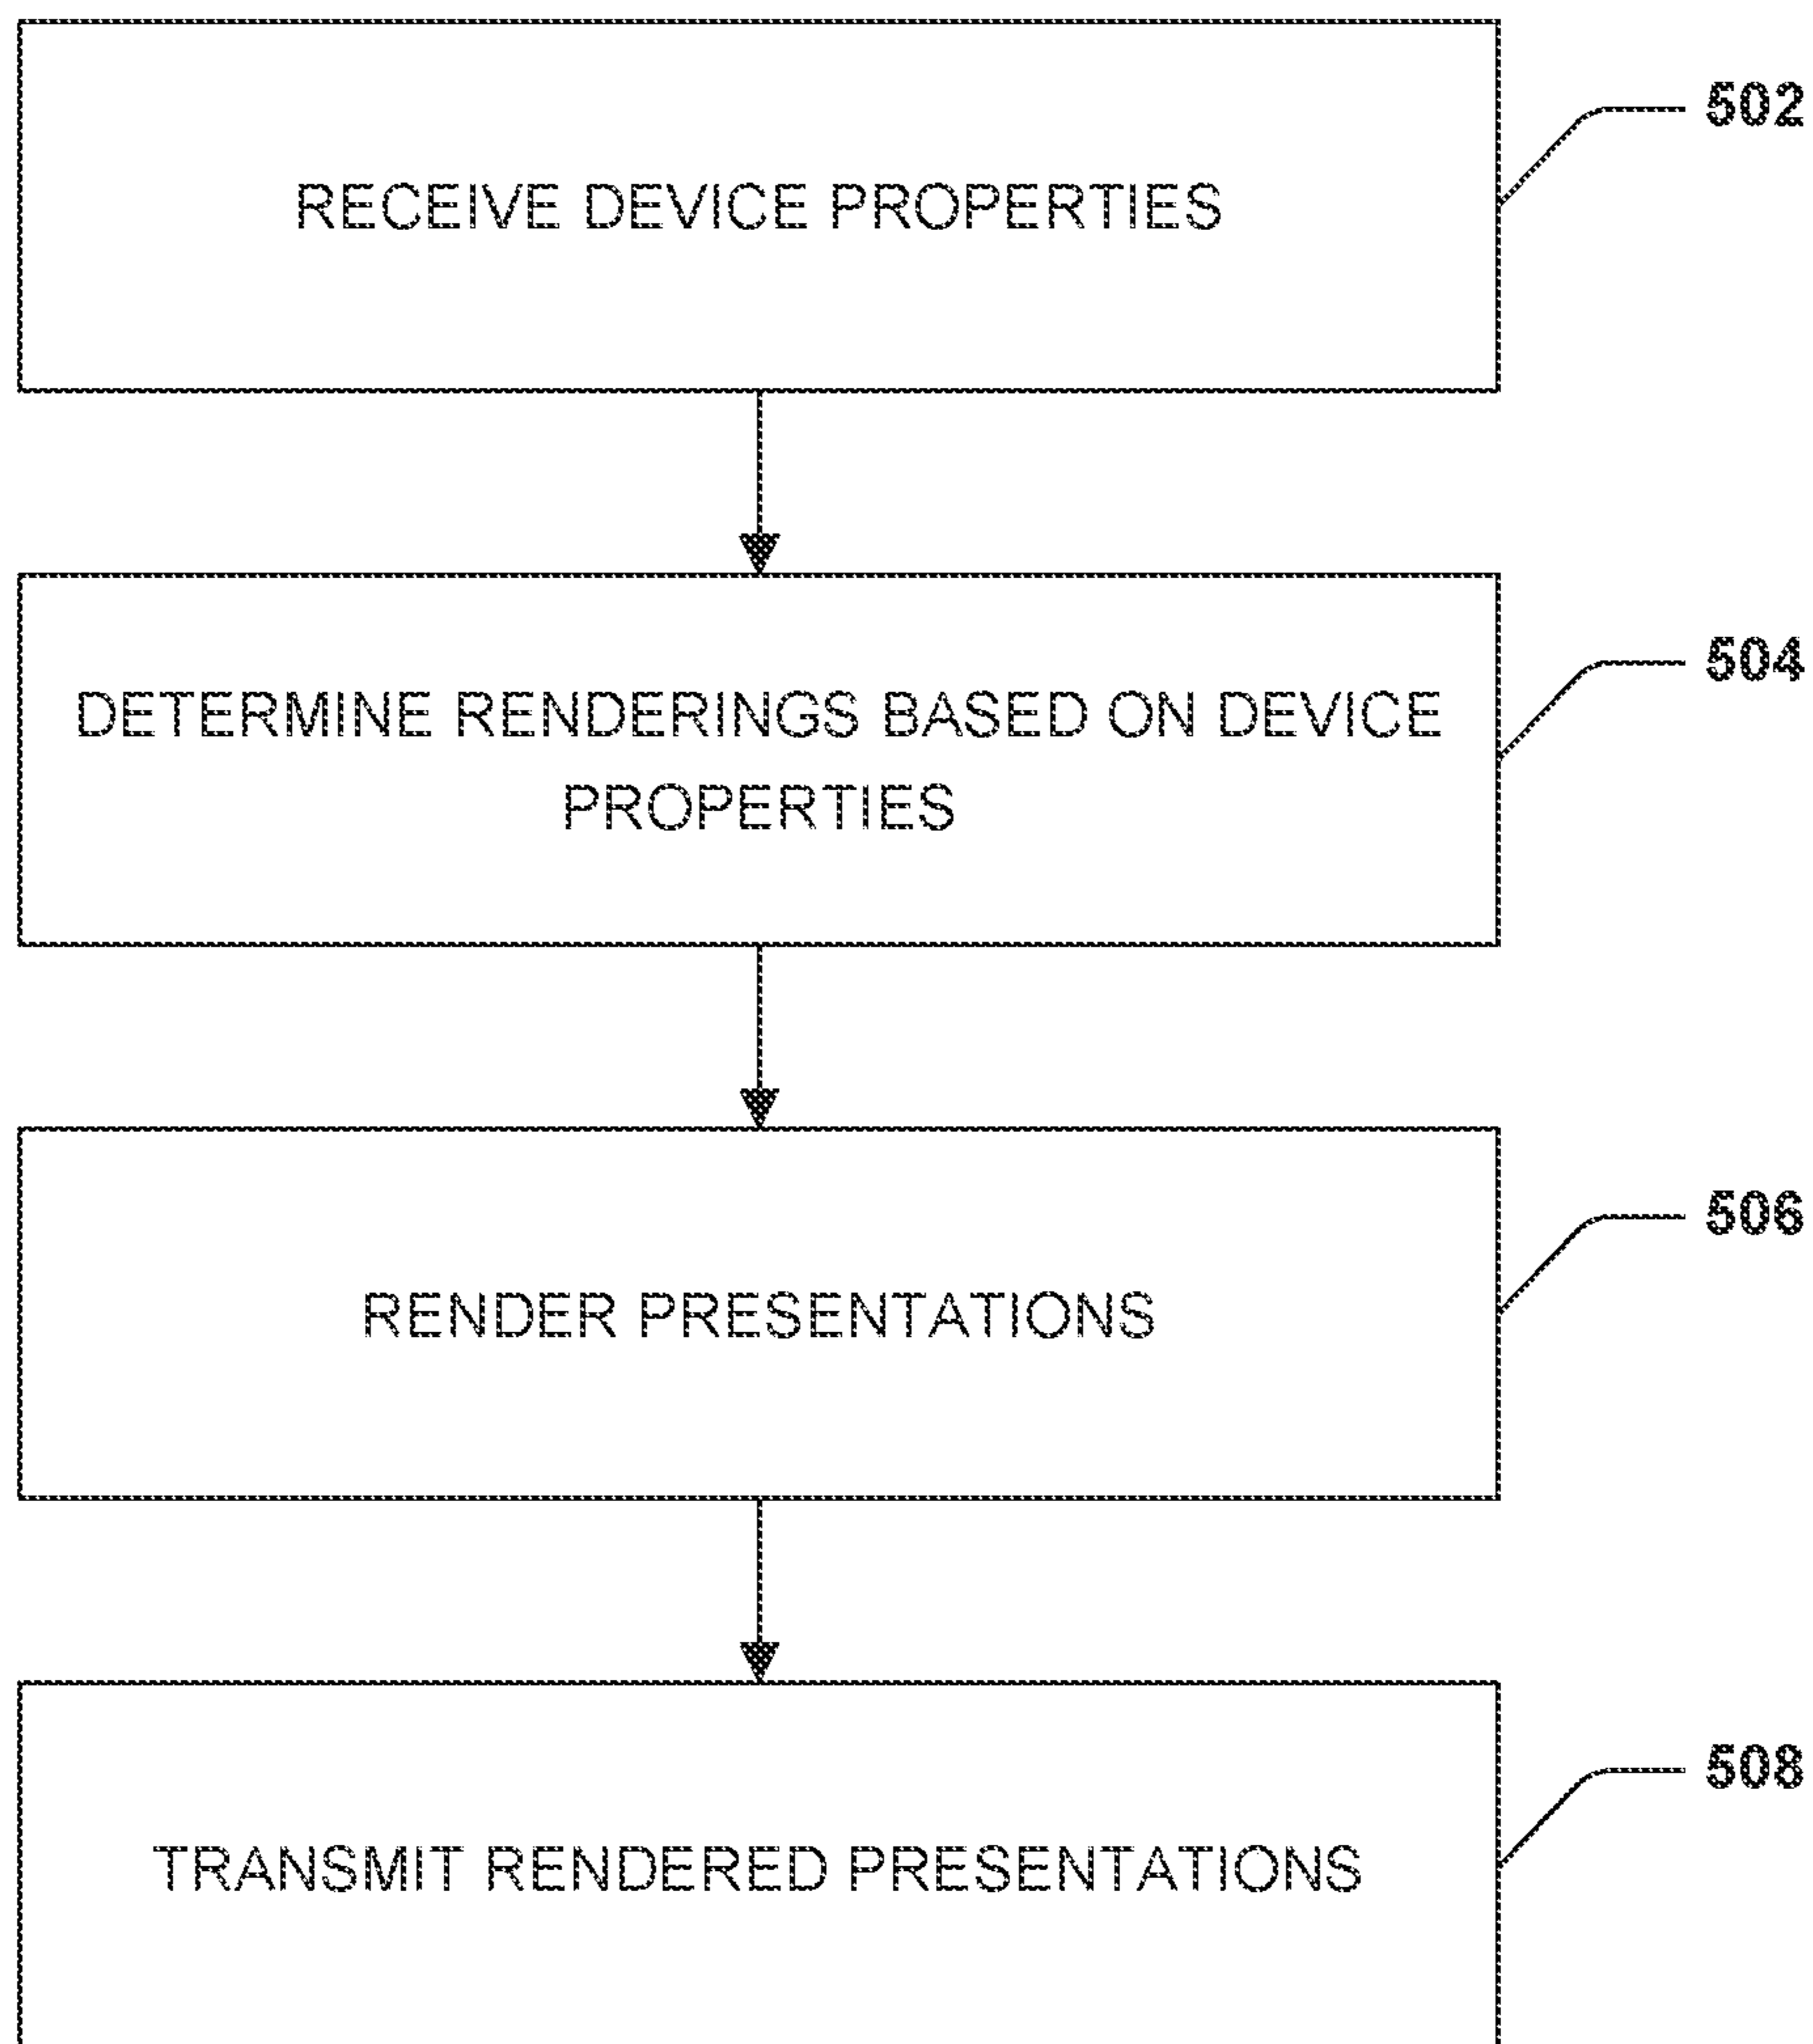 502
RECEIVE DEVICE PROPERTIES
504
DETERMINE RENDERINGS BASED ON DEVICE
PROPERTIES
506
RENDER PRESENTATIONS
508
TRANSMIT RENDERED PRESENTATIONS